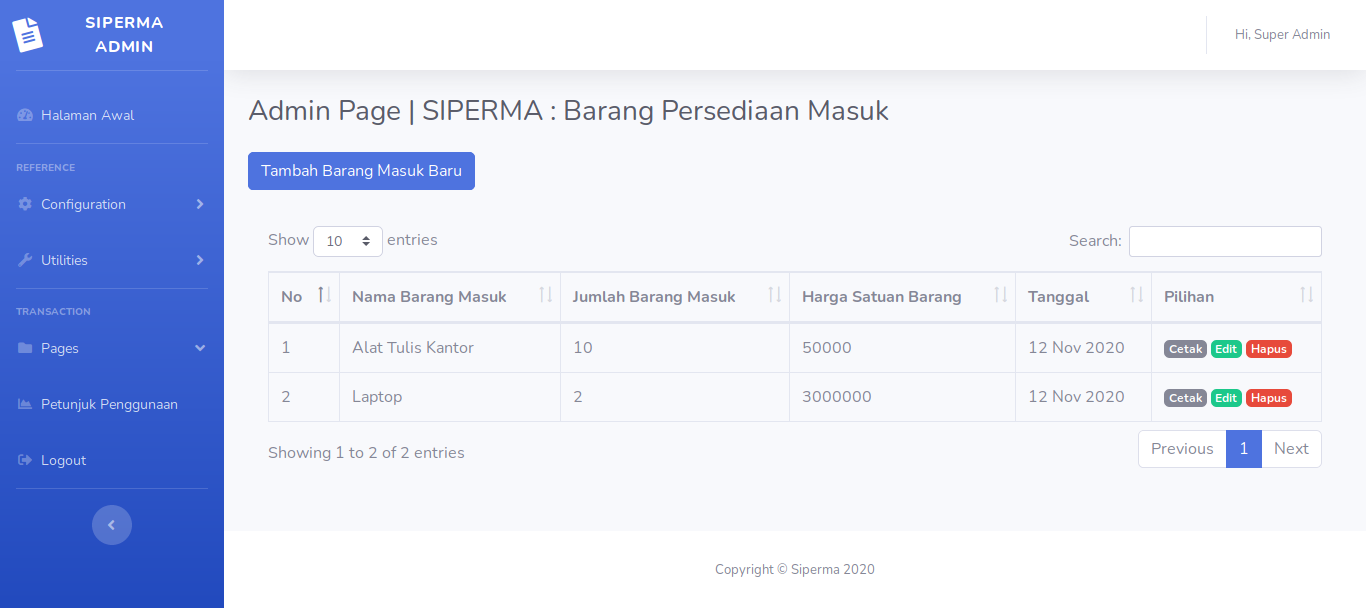 SIPERMA
ADMIN
Hi, Super Admin
Halaman Awal
REFERENCE
Configuration
Utilities
TRANSACTION
Pages
Petunjuk Penggunaan
Logout
Admin Page | SIPERMA : Barang Persediaan Masuk
Tambah Barang Masuk Baru
Show 10 entries
Search:
No Nama Barang Masuk Jumlah Barang Masuk Harga Satuan Barang Tanggal Pilihan
1 Alat Tulis Kantor 10 50000 12 Nov 2020 Cetak Edit Hapus
2 Laptop 2 3000000 12 Nov 2020 Cetak Edit Hapus
Showing 1 to 2 of 2 entries
Previous 1 Next
Copyright © Siperma 2020